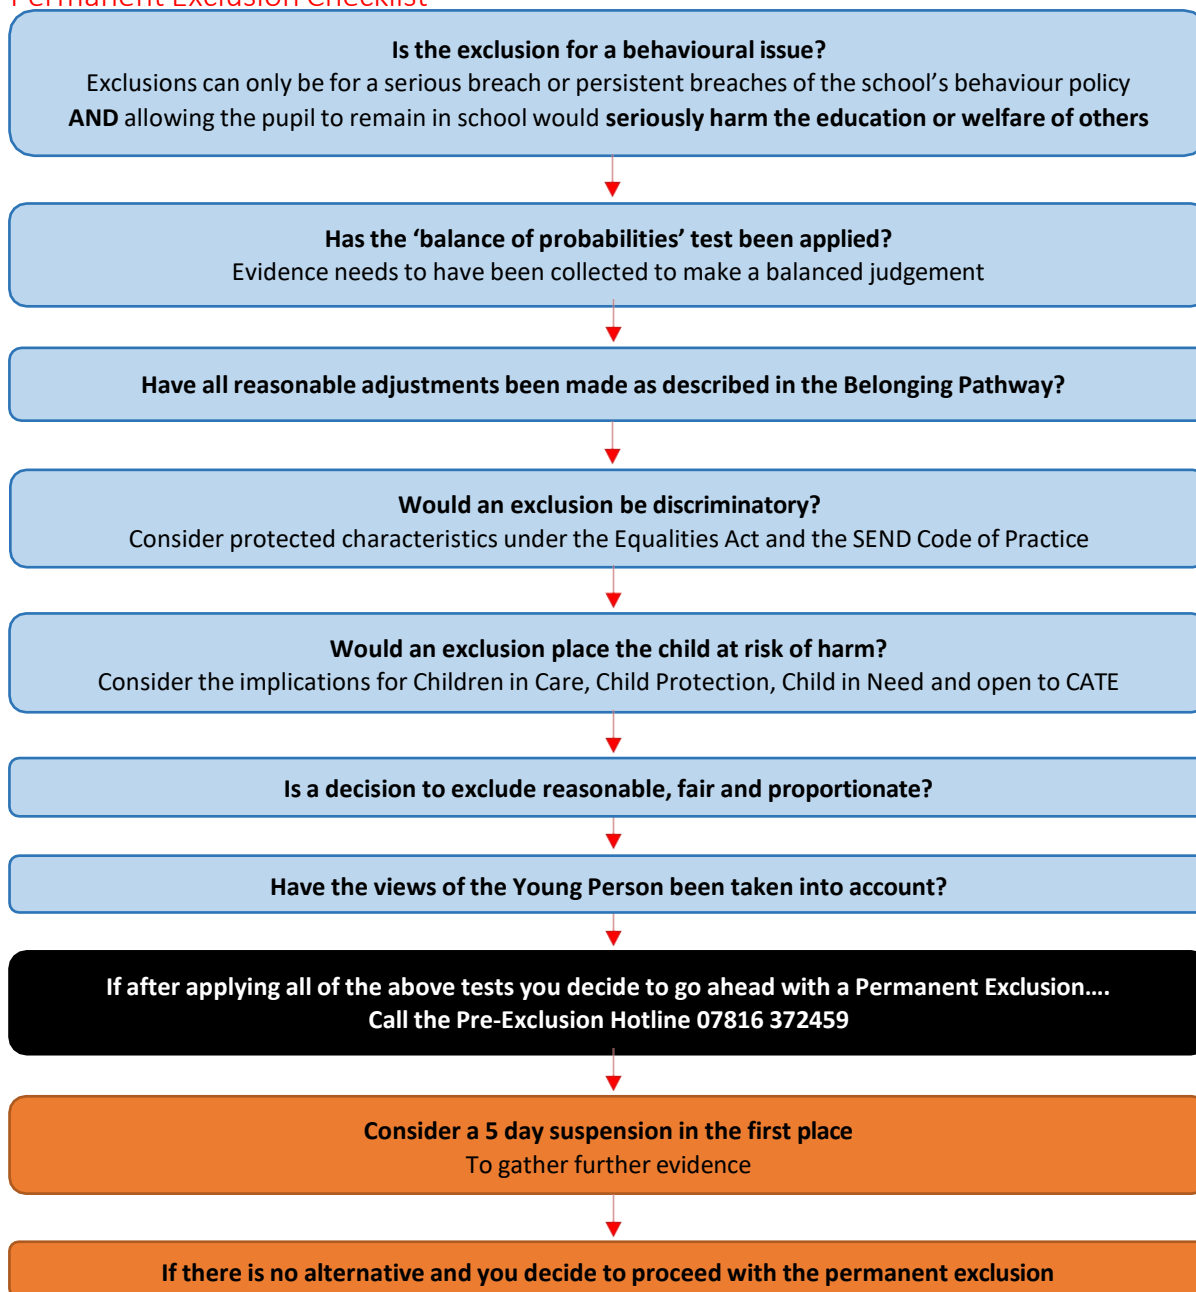 Permanent Exclusion Checklist
Is the exclusion for a behavioural issue?
Exclusions can only be for a serious breach or persistent breaches of the school’s behaviour policy
AND allowing the pupil to remain in school would seriously harm the education or welfare of others
Has the ‘balance of probabilities’ test been applied?
Evidence needs to have been collected to make a balanced judgement
Have all reasonable adjustments been made as described in the Belonging Pathway?
Would an exclusion be discriminatory?
Consider protected characteristics under the Equalities Act and the SEND Code of Practice
Would an exclusion place the child at risk of harm?
Consider the implications for Children in Care, Child Protection, Child in Need and open to CATE
Is a decision to exclude reasonable, fair and proportionate?
Have the views of the Young Person been taken into account?
If after applying all of the above tests you decide to go ahead with a Permanent Exclusion....
Call the Pre-Exclusion Hotline 07816 372459
Consider a 5 day suspension in the first place
To gather further evidence
If there is no alternative and you decide to proceed with the permanent exclusion